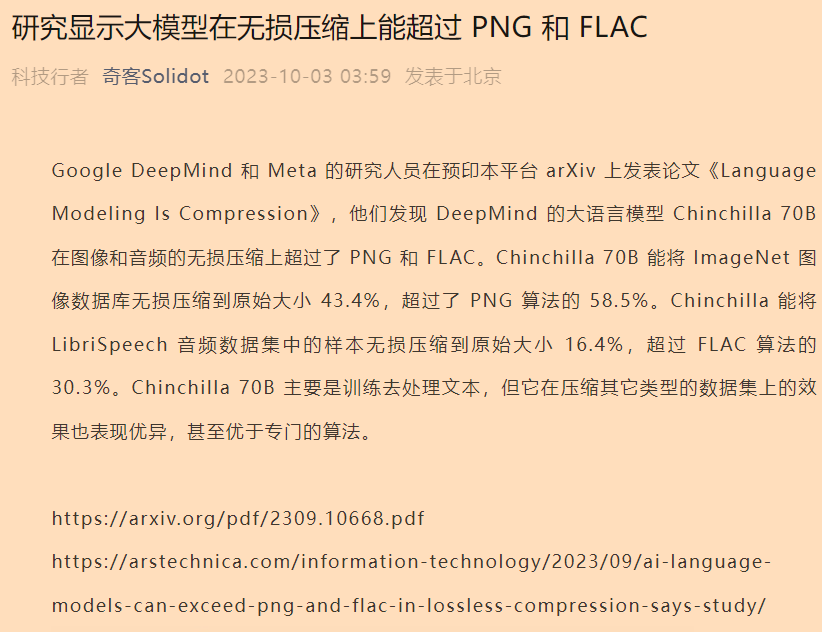 研究显示大模型在无损压缩上能超过 PNG 和 FLAC
科技行者 奇客Solidot 2023-10-03 03:59 发表于北京
Google DeepMind 和 Meta 的研究人员在预印本平台 arXiv 上发表论文《Language
Modeling Is Compression》，他们发现 DeepMind 的大语言模型 Chinchilla 70B
在图像和音频的无损压缩上超过了 PNG 和 FLAC。Chinchilla 70B 能将 ImageNet 图
像数据库无损压缩到原始大小 43.4%，超过了 PNG 算法的 58.5%。Chinchilla 能将
LibriSpeech 音频数据集中的样本无损压缩到原始大小 16.4%，超过 FLAC 算法的
30.3%。Chinchilla 70B 主要是训练去处理文本，但它在压缩其它类型的数据集上的效
果也表现优异，甚至优于专门的算法。
https://arxiv.org/pdf/2309.10668.pdf
https://arstechnica.com/information-technology/2023/09/ai-language-
models-can-exceed-png-and-flac-in-lossless-compression-says-study/